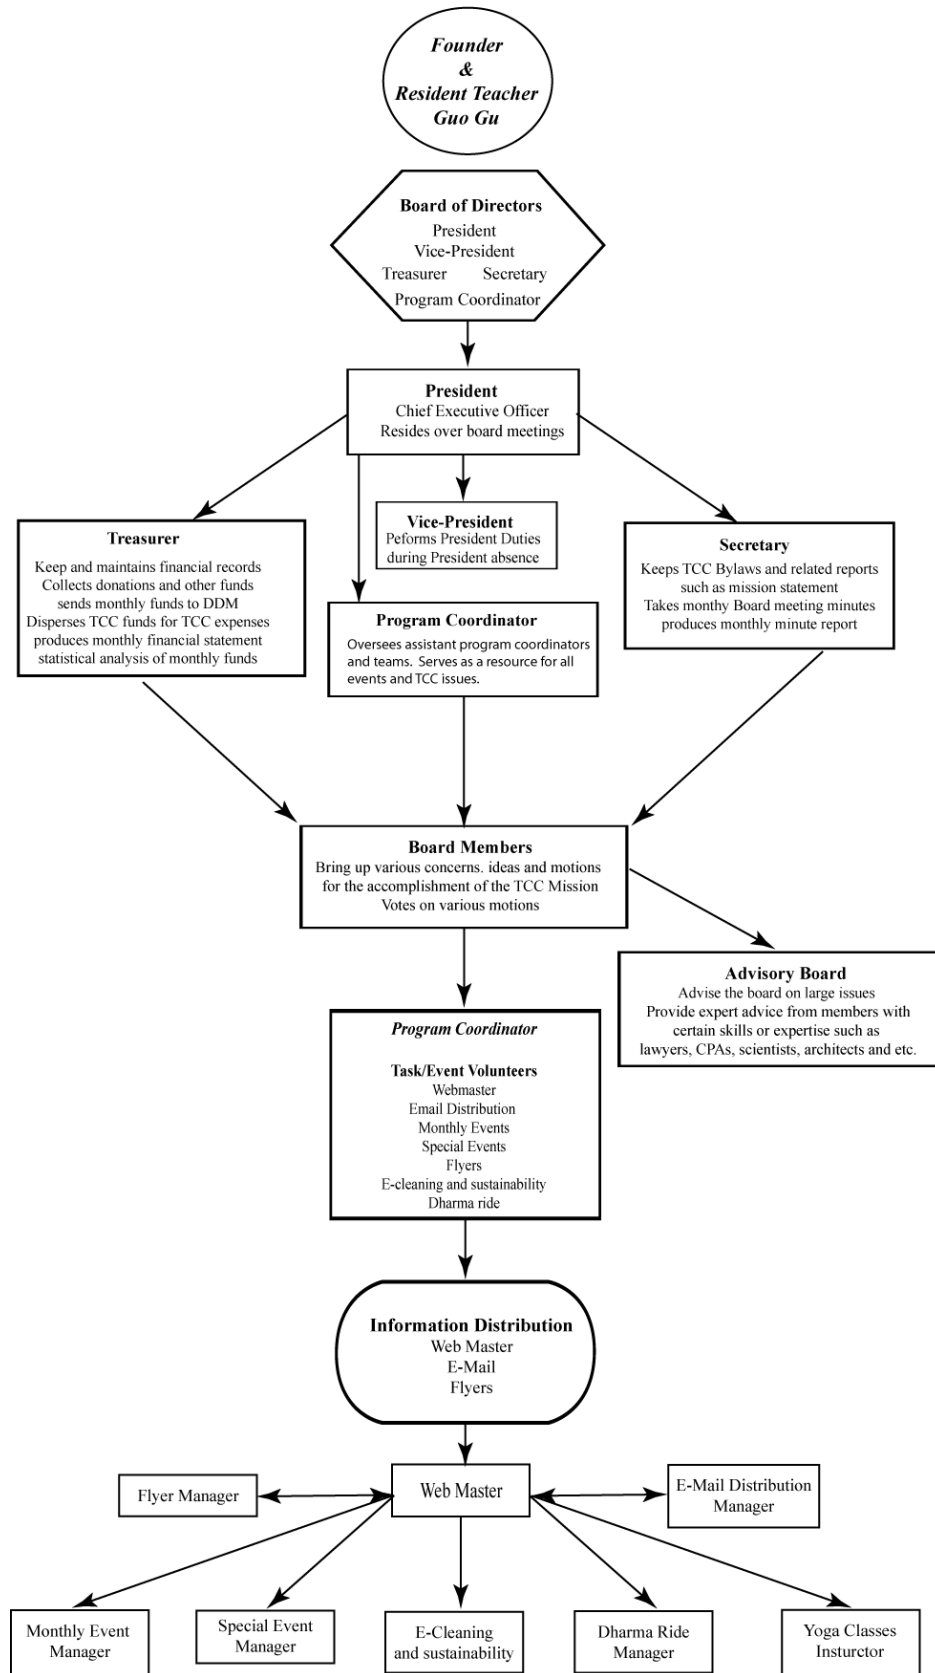 Founder
&
Resident Teacher
Guo Gu
Board of Directors
President
Vice-President
Treasurer Secretary
Program Coordinator
President
Chief Executive Officer
Resides over board meetings
Vice-President
Peforms President Duties
during President absence
Treasurer
Keep and maintains financial records
Collects donations and other funds
sends monthly funds to DDM
Disperses TCC funds for TCC expenses
produces monthly financial statement
statistical analysis of monthly funds
Program Coordinator
Oversees assistant program coordinators
and teams. Serves as a resource for all
events and TCC issues.
Secretary
Keeps TCC Bylaws and related reports
such as mission statement
Takes monthy Board meeting minutes
produces monthly minute report
Board Members
Bring up various concerns. ideas and motions
for the accomplishment of the TCC Mission
Votes on various motions
Advisory Board
Advise the board on large issues
Provide expert advice from members with
certain skills or expertise such as
lawyers, CPAs, scientists, architects and etc.
Program Coordinator
Task/Event Volunteers
Webmaster
Email Distribution
Monthly Events
Special Events
Flyers
E-cleaning and sustainability
Dharma ride
Information Distribution
Web Master
E-Mail
Flyers
Flyer Manager
Web Master
E-Mail Distribution
Manager
Monthly Event
Manager
Special Event
Manager
E-Cleaning
and sustainability
Dharma Ride
Manager
Yoga Classes
Insturctor